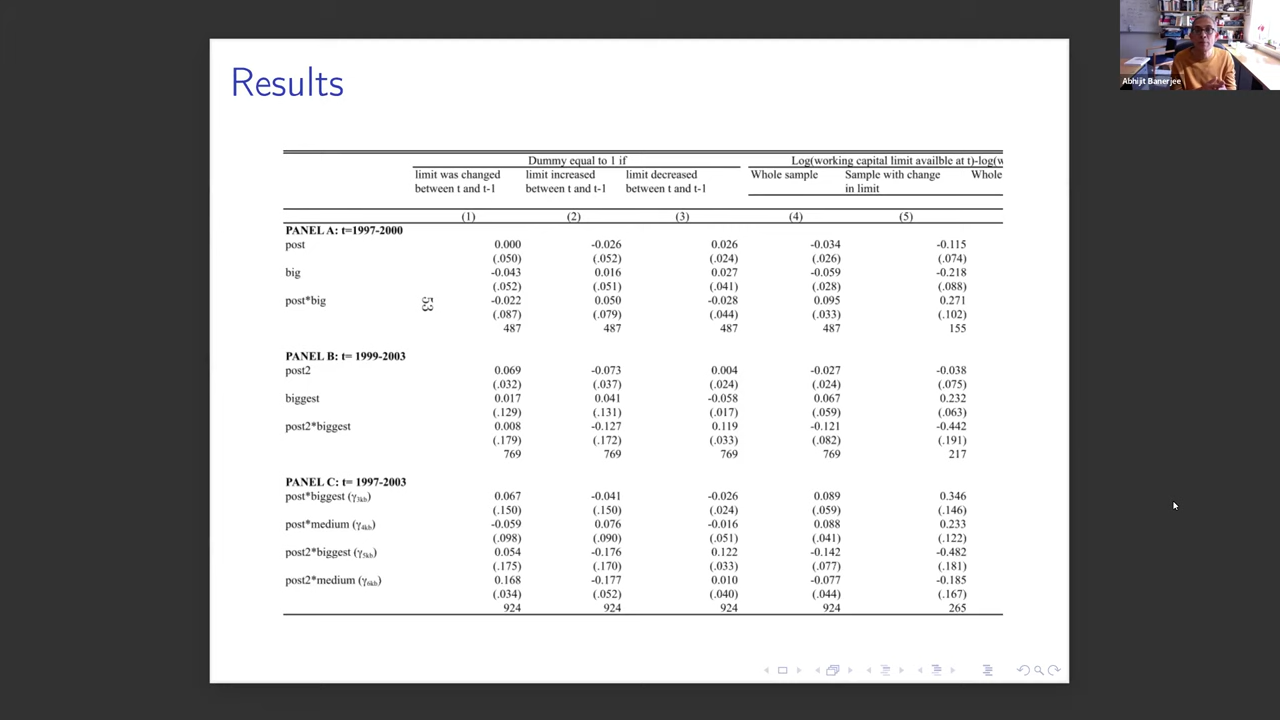 Abhijit Banerjee
Results
Dummy equal to 1 if Log(working capital limit availble at t)-log(w
limit was changed between t and t-1 limit increased between t and t-1 limit decreased between t and t-1 Whole sample Sample with change in limit Whole
(1) (2) (3) (4) (5)
PANEL A: t=1997-2000
post 0.000 -0.026 0.026 -0.034 -0.115
(.050) (.052) (.024) (.026) (.074)
big -0.043 0.016 0.027 -0.059 -0.218
(.052) (.051) (.041) (.028) (.088)
post*big 53 -0.022 0.050 -0.028 0.095 0.271
(.087) (.079) (.044) (.033) (.102)
487 487 487 487 155
PANEL B: t= 1999-2003
post2 0.069 -0.073 0.004 -0.027 -0.038
(.032) (.037) (.024) (.024) (.075)
biggest 0.017 0.041 -0.058 0.067 0.232
(.129) (.131) (.017) (.059) (.063)
post2*biggest 0.008 -0.127 0.119 -0.121 -0.442
(.179) (.172) (.033) (.082) (.191)
769 769 769 769 217
PANEL C: t= 1997-2003
post*biggest (γ3kb) 0.067 -0.041 -0.026 0.089 0.346
(.150) (.150) (.024) (.059) (.146)
post*medium (γ4kb) -0.059 0.076 -0.016 0.088 0.233
(.098) (.090) (.051) (.041) (.122)
post2*biggest (γ5kb) 0.054 -0.176 0.122 -0.142 -0.482
(.175) (.170) (.033) (.077) (.181)
post2*medium (γ6kb) 0.168 -0.177 0.010 -0.077 -0.185
(.034) (.052) (.040) (.044) (.167)
924 924 924 924 265